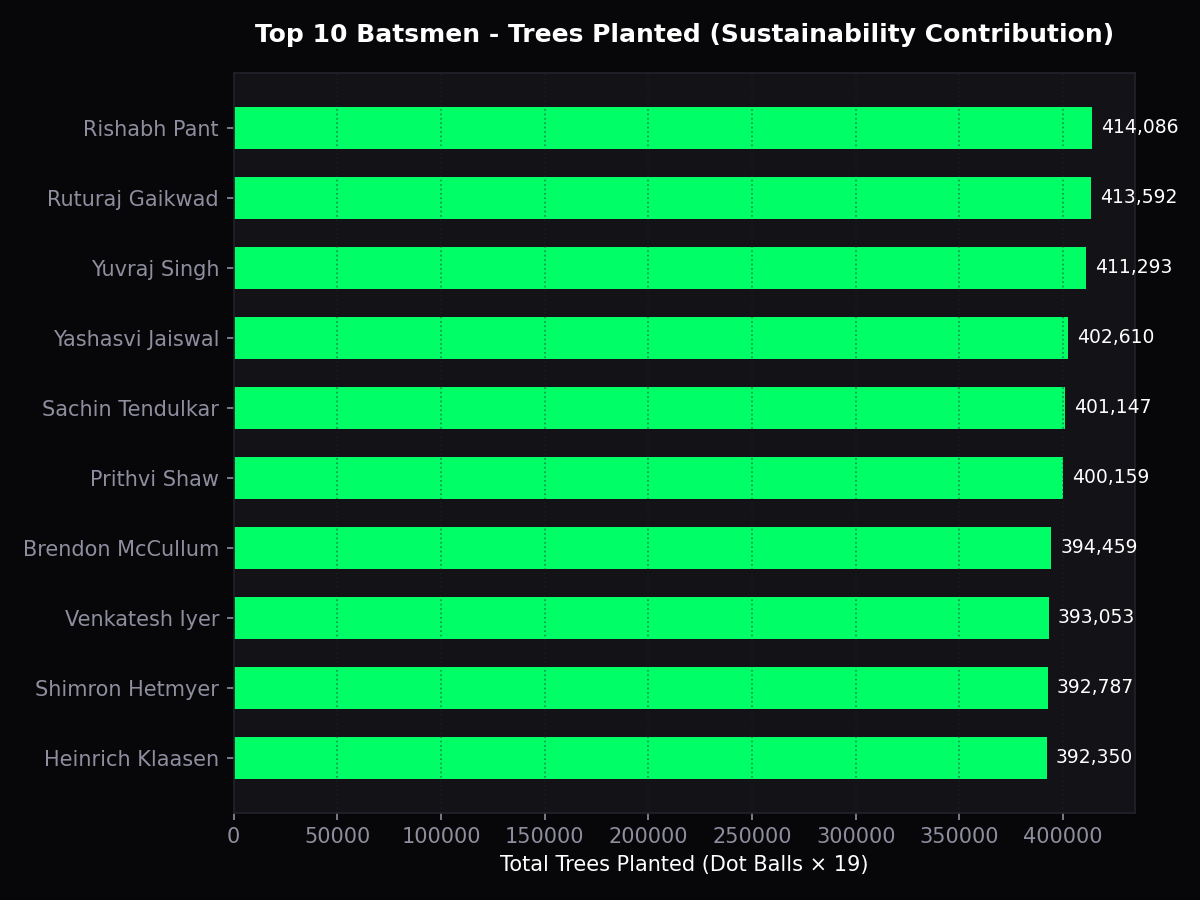 Top 10 Batsmen - Trees Planted (Sustainability Contribution)
Rishabh Pant 414,086
Ruturaj Gaikwad 413,592
Yuvraj Singh 411,293
Yashasvi Jaiswal 402,610
Sachin Tendulkar 401,147
Prithvi Shaw 400,159
Brendon McCullum 394,459
Venkatesh Iyer 393,053
Shimron Hetmyer 392,787
Heinrich Klaasen 392,350
0 50000 100000 150000 200000 250000 300000 350000 400000
Total Trees Planted (Dot Balls × 19)